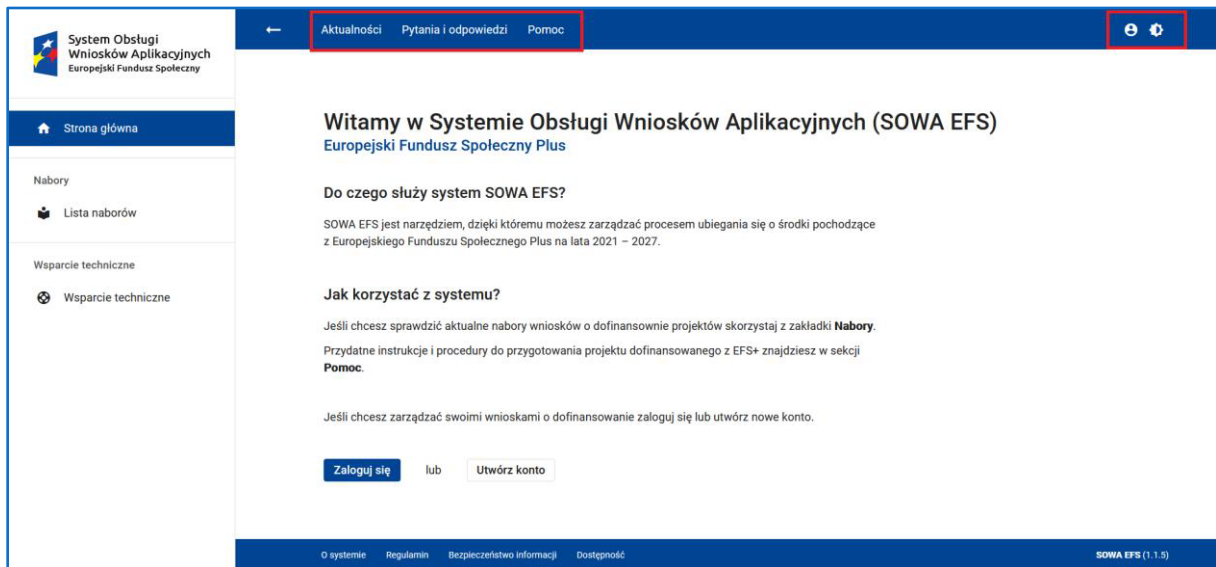 System Obsługi
Wniosków Aplikacyjnych
Europejski Fundusz Społeczny
Aktualności Pytania i odpowiedzi Pomoc
Strona główna
Nabory
Lista naborów
Wsparcie techniczne
Wsparcie techniczne
Witamy w Systemie Obsługi Wniosków Aplikacyjnych (SOWA EFS)
Europejski Fundusz Społeczny Plus
Do czego służy system SOWA EFS?
SOWA EFS jest narzędziem, dzięki któremu możesz zarządzać procesem ubiegania się o środki pochodzące
z Europejskiego Funduszu Społecznego Plus na lata 2021 – 2027.
Jak korzystać z systemu?
Jeśli chcesz sprawdzić aktualne nabory wniosków o dofinansownie projektów skorzystaj z zakładki Nabory.
Przydatne instrukcje i procedury do przygotowania projektu dofinansowanego z EFS+ znajdziesz w sekcji
Pomoc.
Jeśli chcesz zarządzać swoimi wnioskami o dofinansowanie zaloguj się lub utwórz nowe konto.
Zaloguj się lub Utwórz konto
O systemie Regulamin Bezpieczeństwo informacji Dostępność SOWA EFS (1.1.5)